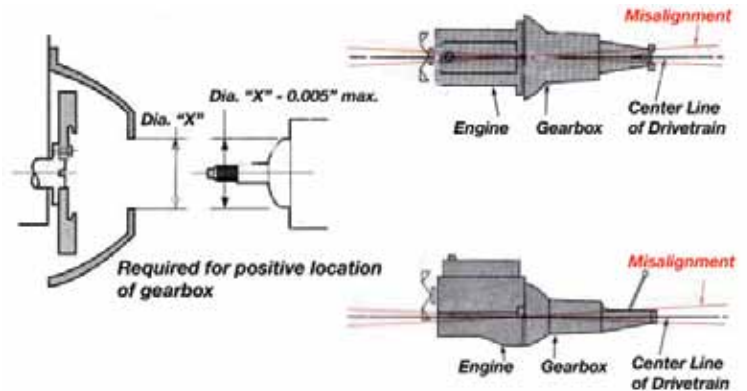 Dia. "X"
Dia. "X" - 0.005" max.
Required for positive location
of gearbox
Misalignment
Engine
Gearbox
Center Line
of Drivetrain
Misalignment
Engine
Gearbox
Center Line
of Drivetrain